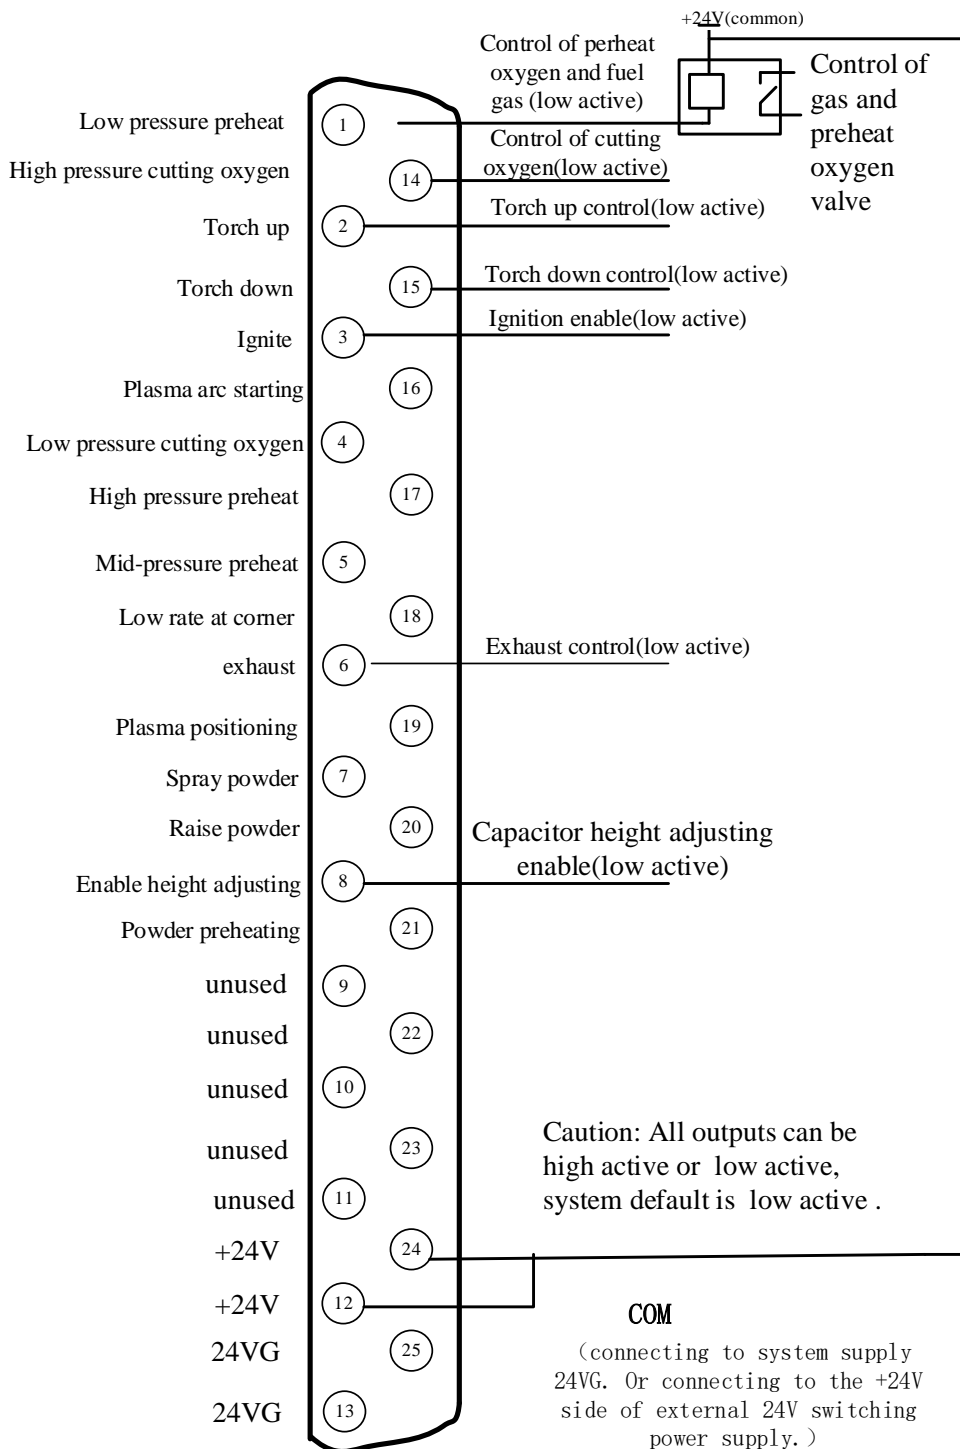 +24V(common)
Control of perheat
oxygen and fuel
gas (low active)
Control of
gas and
preheat
oxygen
valve
Low pressure preheat
1
Control of cutting
oxygen(low active)
High pressure cutting oxygen
14
Torch up control(low active)
Torch up
2
Torch down control(low active)
Torch down
15
Ignition enable(low active)
Ignite
3
Plasma arc starting
16
Low pressure cutting oxygen
4
High pressure preheat
17
Mid-pressure preheat
5
Low rate at corner
18
Exhaust control(low active)
exhaust
6
Plasma positioning
19
Spray powder
7
Raise powder
20
Capacitor height adjusting
enable(low active)
Enable height adjusting
8
Powder preheating
21
unused
9
unused
22
unused
10
unused
23
unused
11
Caution: All outputs can be
high active or low active,
system default is low active .
+24V
24
+24V
12
24VG
25
24VG
13
COM
（connecting to system supply
24VG. Or connecting to the +24V
side of external 24V switching
power supply.）